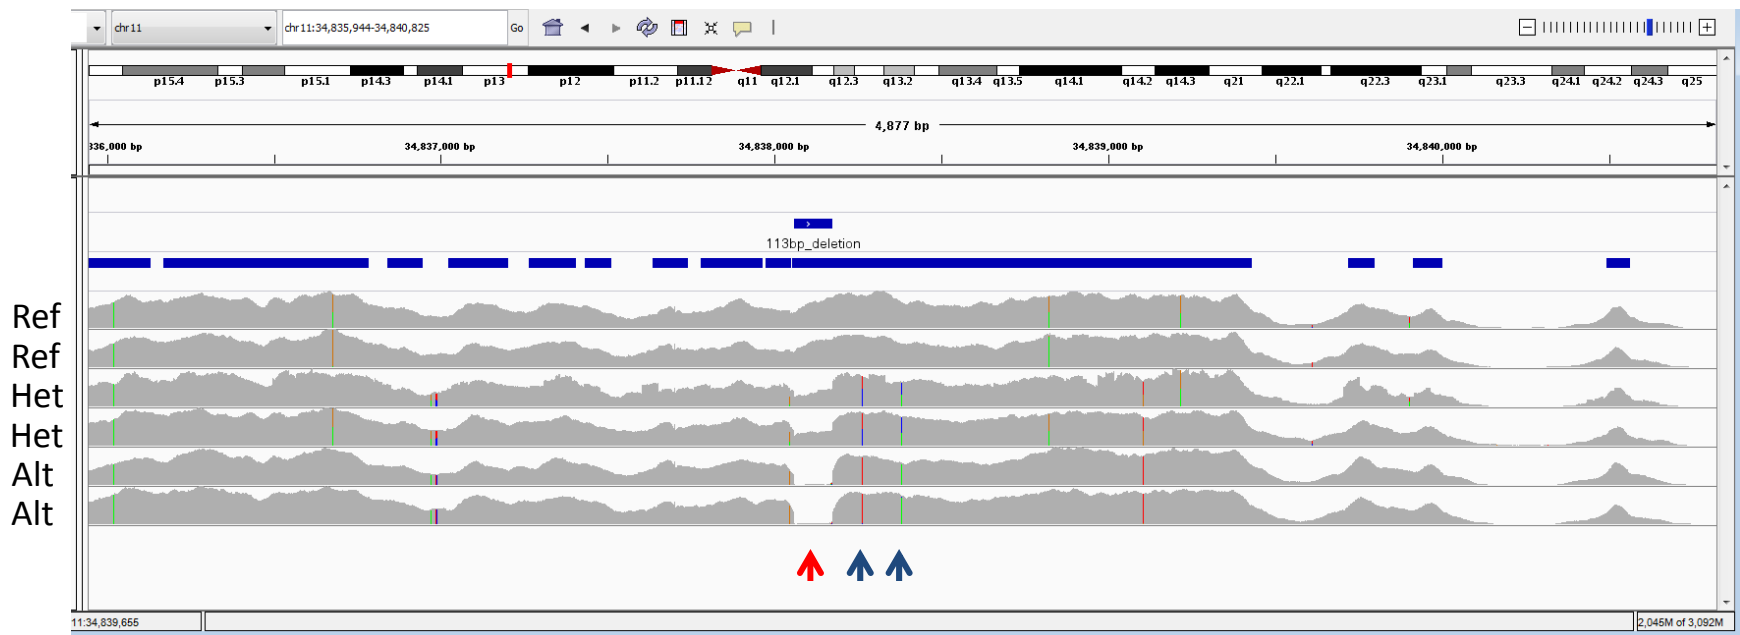 chr11 chr11:34,835,944-34,840,825 Go
p15.4 p15.3 p15.1 p14.3 p14.1 p13 p12 p11.2 p11.12 q11 q12.1 q12.3 q13.2 q13.4 q13.5 q14.1 q14.2 q14.3 q21 q22.1 q22.3 q23.1 q23.3 q24.1 q24.2 q24.3 q25
4,877 bp
336,000 bp 34,837,000 bp 34,838,000 bp 34,839,000 bp 34,840,000 bp
113bp_deletion
Ref
Ref
Het
Het
Alt
Alt
11:34,839,655 2,045M of 3,092M